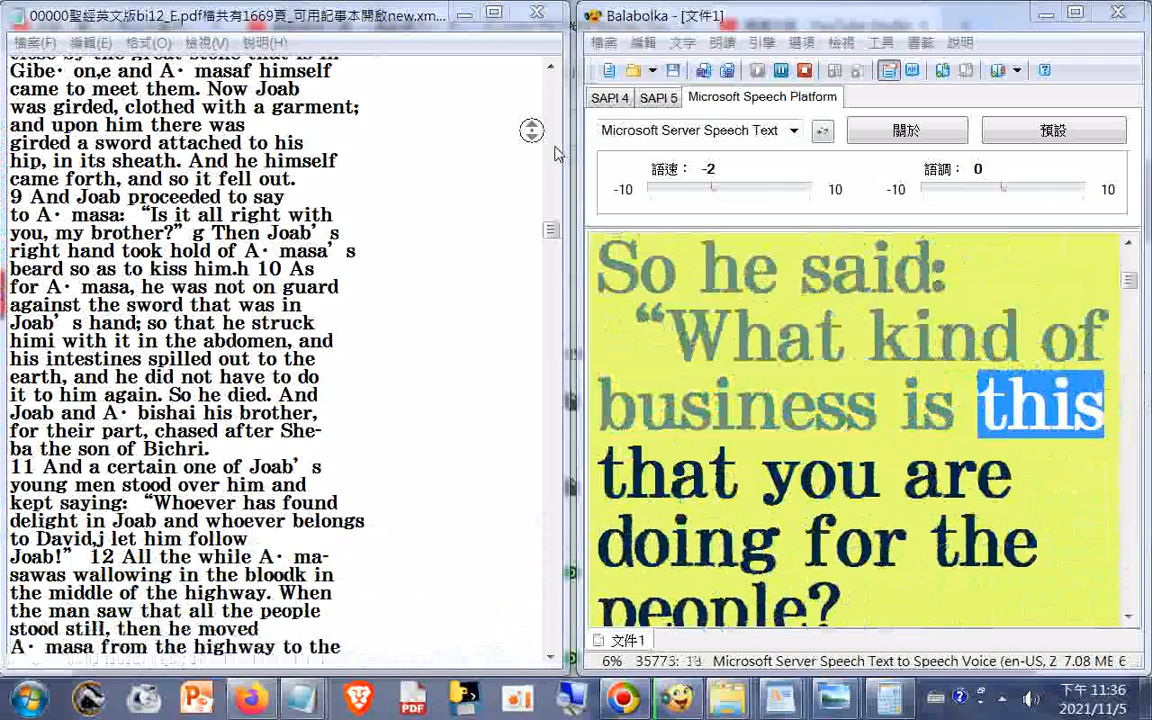 00000聖經英文版bi12_E.pdf檔共有1669頁_可用記事本開啟new.xm...
檔案(F) 編輯(E) 格式(O) 檢視(V) 說明(H)
close by the great stone that is in
Gibe· on,e and A· masaf himself
came to meet them. Now Joab
was girded, clothed with a garment;
and upon him there was
girded a sword attached to his
hip, in its sheath. And he himself
came forth, and so it fell out.
9 And Joab proceeded to say
to A· masa: “Is it all right with
you, my brother?” g Then Joab’ s
right hand took hold of A· masa’ s
beard so as to kiss him.h 10 As
for A· masa, he was not on guard
against the sword that was in
Joab’ s hand; so that he struck
himi with it in the abdomen, and
his intestines spilled out to the
earth, and he did not have to do
it to him again. So he died. And
Joab and A· bishai his brother,
for their part, chased after She-
ba the son of Bichri.
11 And a certain one of Joab’ s
young men stood over him and
kept saying: “Whoever has found
delight in Joab and whoever belongs
to David,j let him follow
Joab!” 12 All the while A· ma-
sawas wallowing in the bloodk in
the middle of the highway. When
the man saw that all the people
stood still, then he moved
A· masa from the highway to the
Balabolka - [文件1]
檔案 編輯 文字 朗讀 引擎 選項 檢視 工具 書籤 說明
SAPI 4 SAPI 5 Microsoft Speech Platform
Microsoft Server Speech Text 關於 預設
語速: -2 語調: 0
-10 10 -10 10
So he said:
“What kind of
business is this
that you are
doing for the
people?
文件1
6% 35773: 13 Microsoft Server Speech Text to Speech Voice (en-US, Z 7.08 MB 6
PDF
下午 11:36
2021/11/5